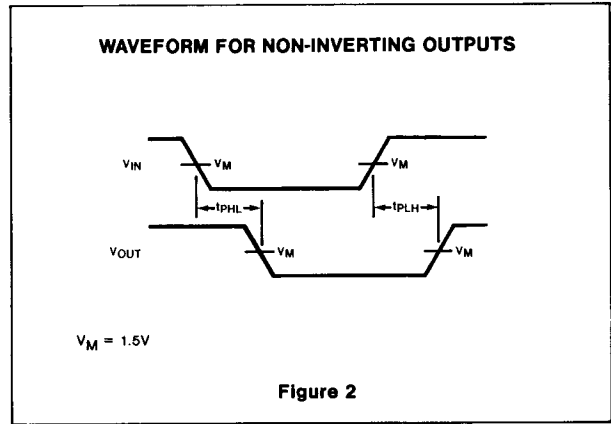 WAVEFORM FOR NON-INVERTING OUTPUTS
VIN
VM
VM
tPHL
tPLH
VOUT
VM
VM
VM = 1.5V
Figure 2